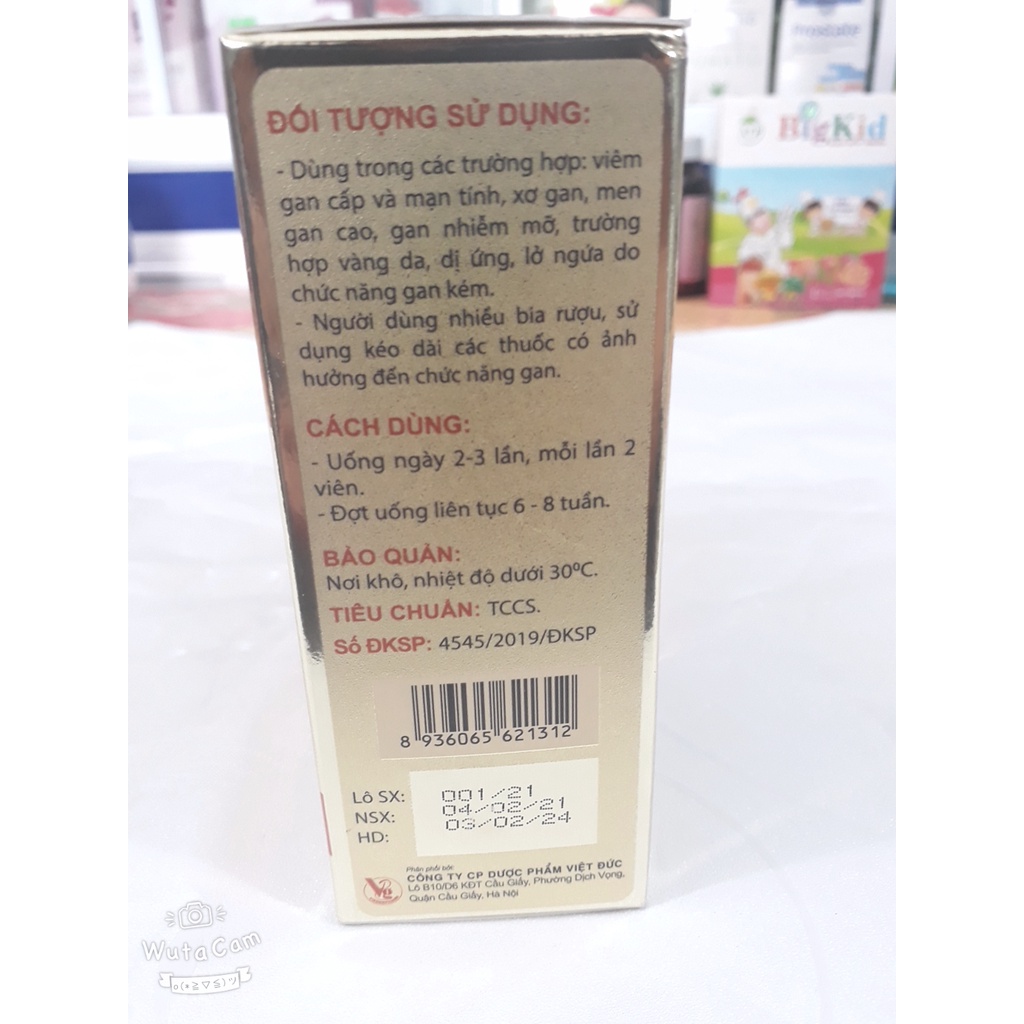 BigKid
ĐỐI TƯỢNG SỬ DỤNG:
- Dùng trong các trường hợp: viêm
gan cấp và mạn tính, xơ gan, men
gan cao, gan nhiễm mỡ, trường
hợp vàng da, dị ứng, lở ngứa do
chức năng gan kém.
- Người dùng nhiều bia rượu, sử
dụng kéo dài các thuốc có ảnh
hưởng đến chức năng gan.
CÁCH DÙNG:
- Uống ngày 2-3 lần, mỗi lần 2
viên.
- Đợt uống liên tục 6 - 8 tuần.
BẢO QUẢN:
Nơi khô, nhiệt độ dưới 30⁰C.
TIÊU CHUẨN: TCCS.
Số ĐKSP: 4545/2019/ĐKSP
8 936065 621312
Lô SX: 001/21
NSX: 04/02/21
HD: 03/02/24
Phân phối bởi:
CÔNG TY CP DƯỢC PHẨM VIỆT ĐỨC
Lô B10/D6 KĐT Cầu Giấy, Phường Dịch Vọng,
Quận Cầu Giấy, Hà Nội
WutaCam